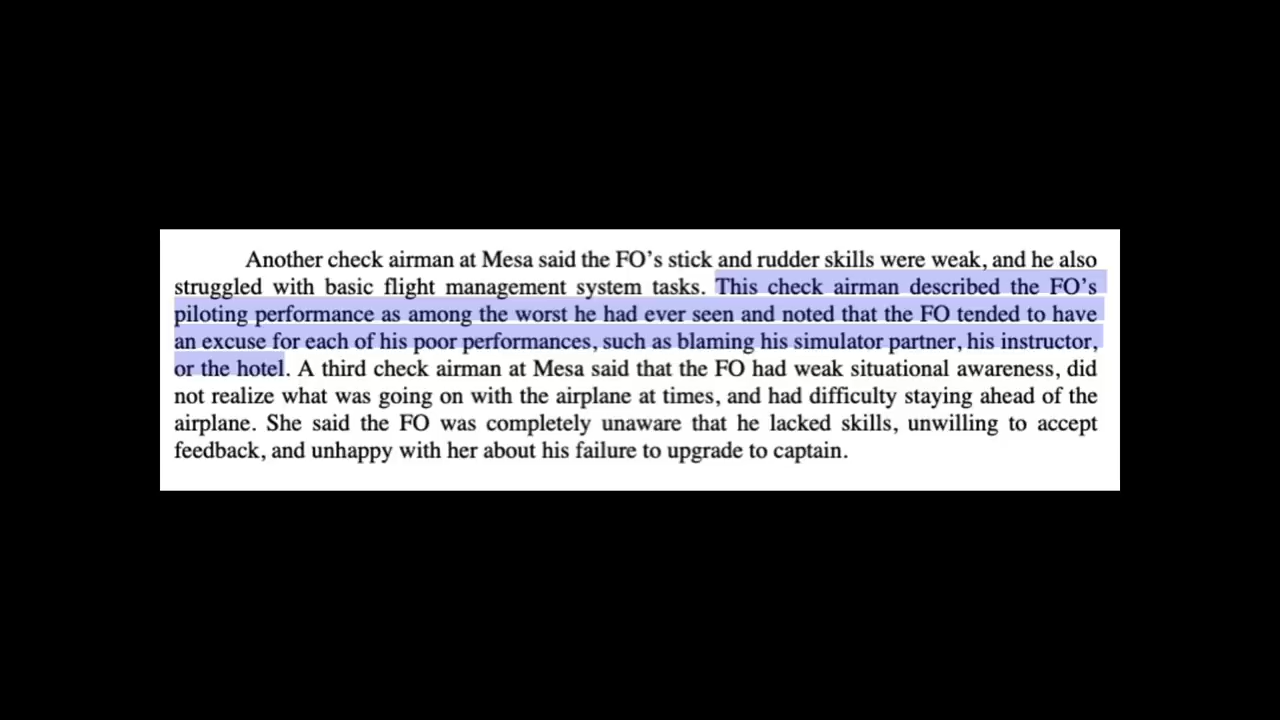 Another check airman at Mesa said the FO’s stick and rudder skills were weak, and he also
struggled with basic flight management system tasks. This check airman described the FO’s
piloting performance as among the worst he had ever seen and noted that the FO tended to have
an excuse for each of his poor performances, such as blaming his simulator partner, his instructor,
or the hotel. A third check airman at Mesa said that the FO had weak situational awareness, did
not realize what was going on with the airplane at times, and had difficulty staying ahead of the
airplane. She said the FO was completely unaware that he lacked skills, unwilling to accept
feedback, and unhappy with her about his failure to upgrade to captain.